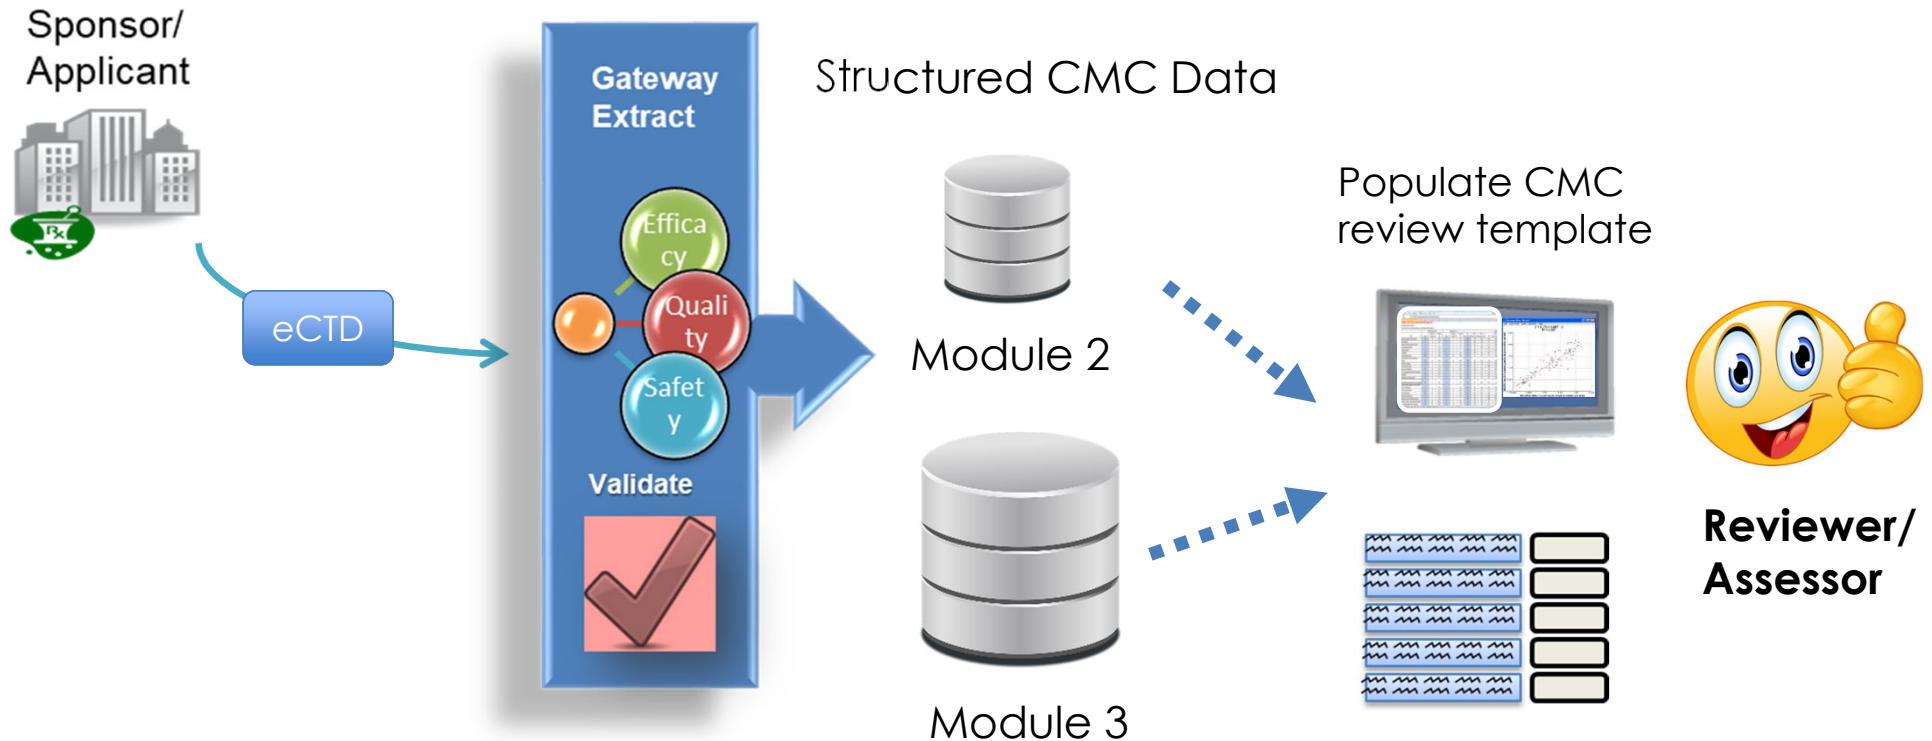 Sponsor/
Applicant
Rx
eCTD
Gateway
Extract
Effica
cy
Quali
ty
Safet
y
Validate
Structured CMC Data
Module 2
Module 3
Populate CMC
review template
Reviewer/
Assessor